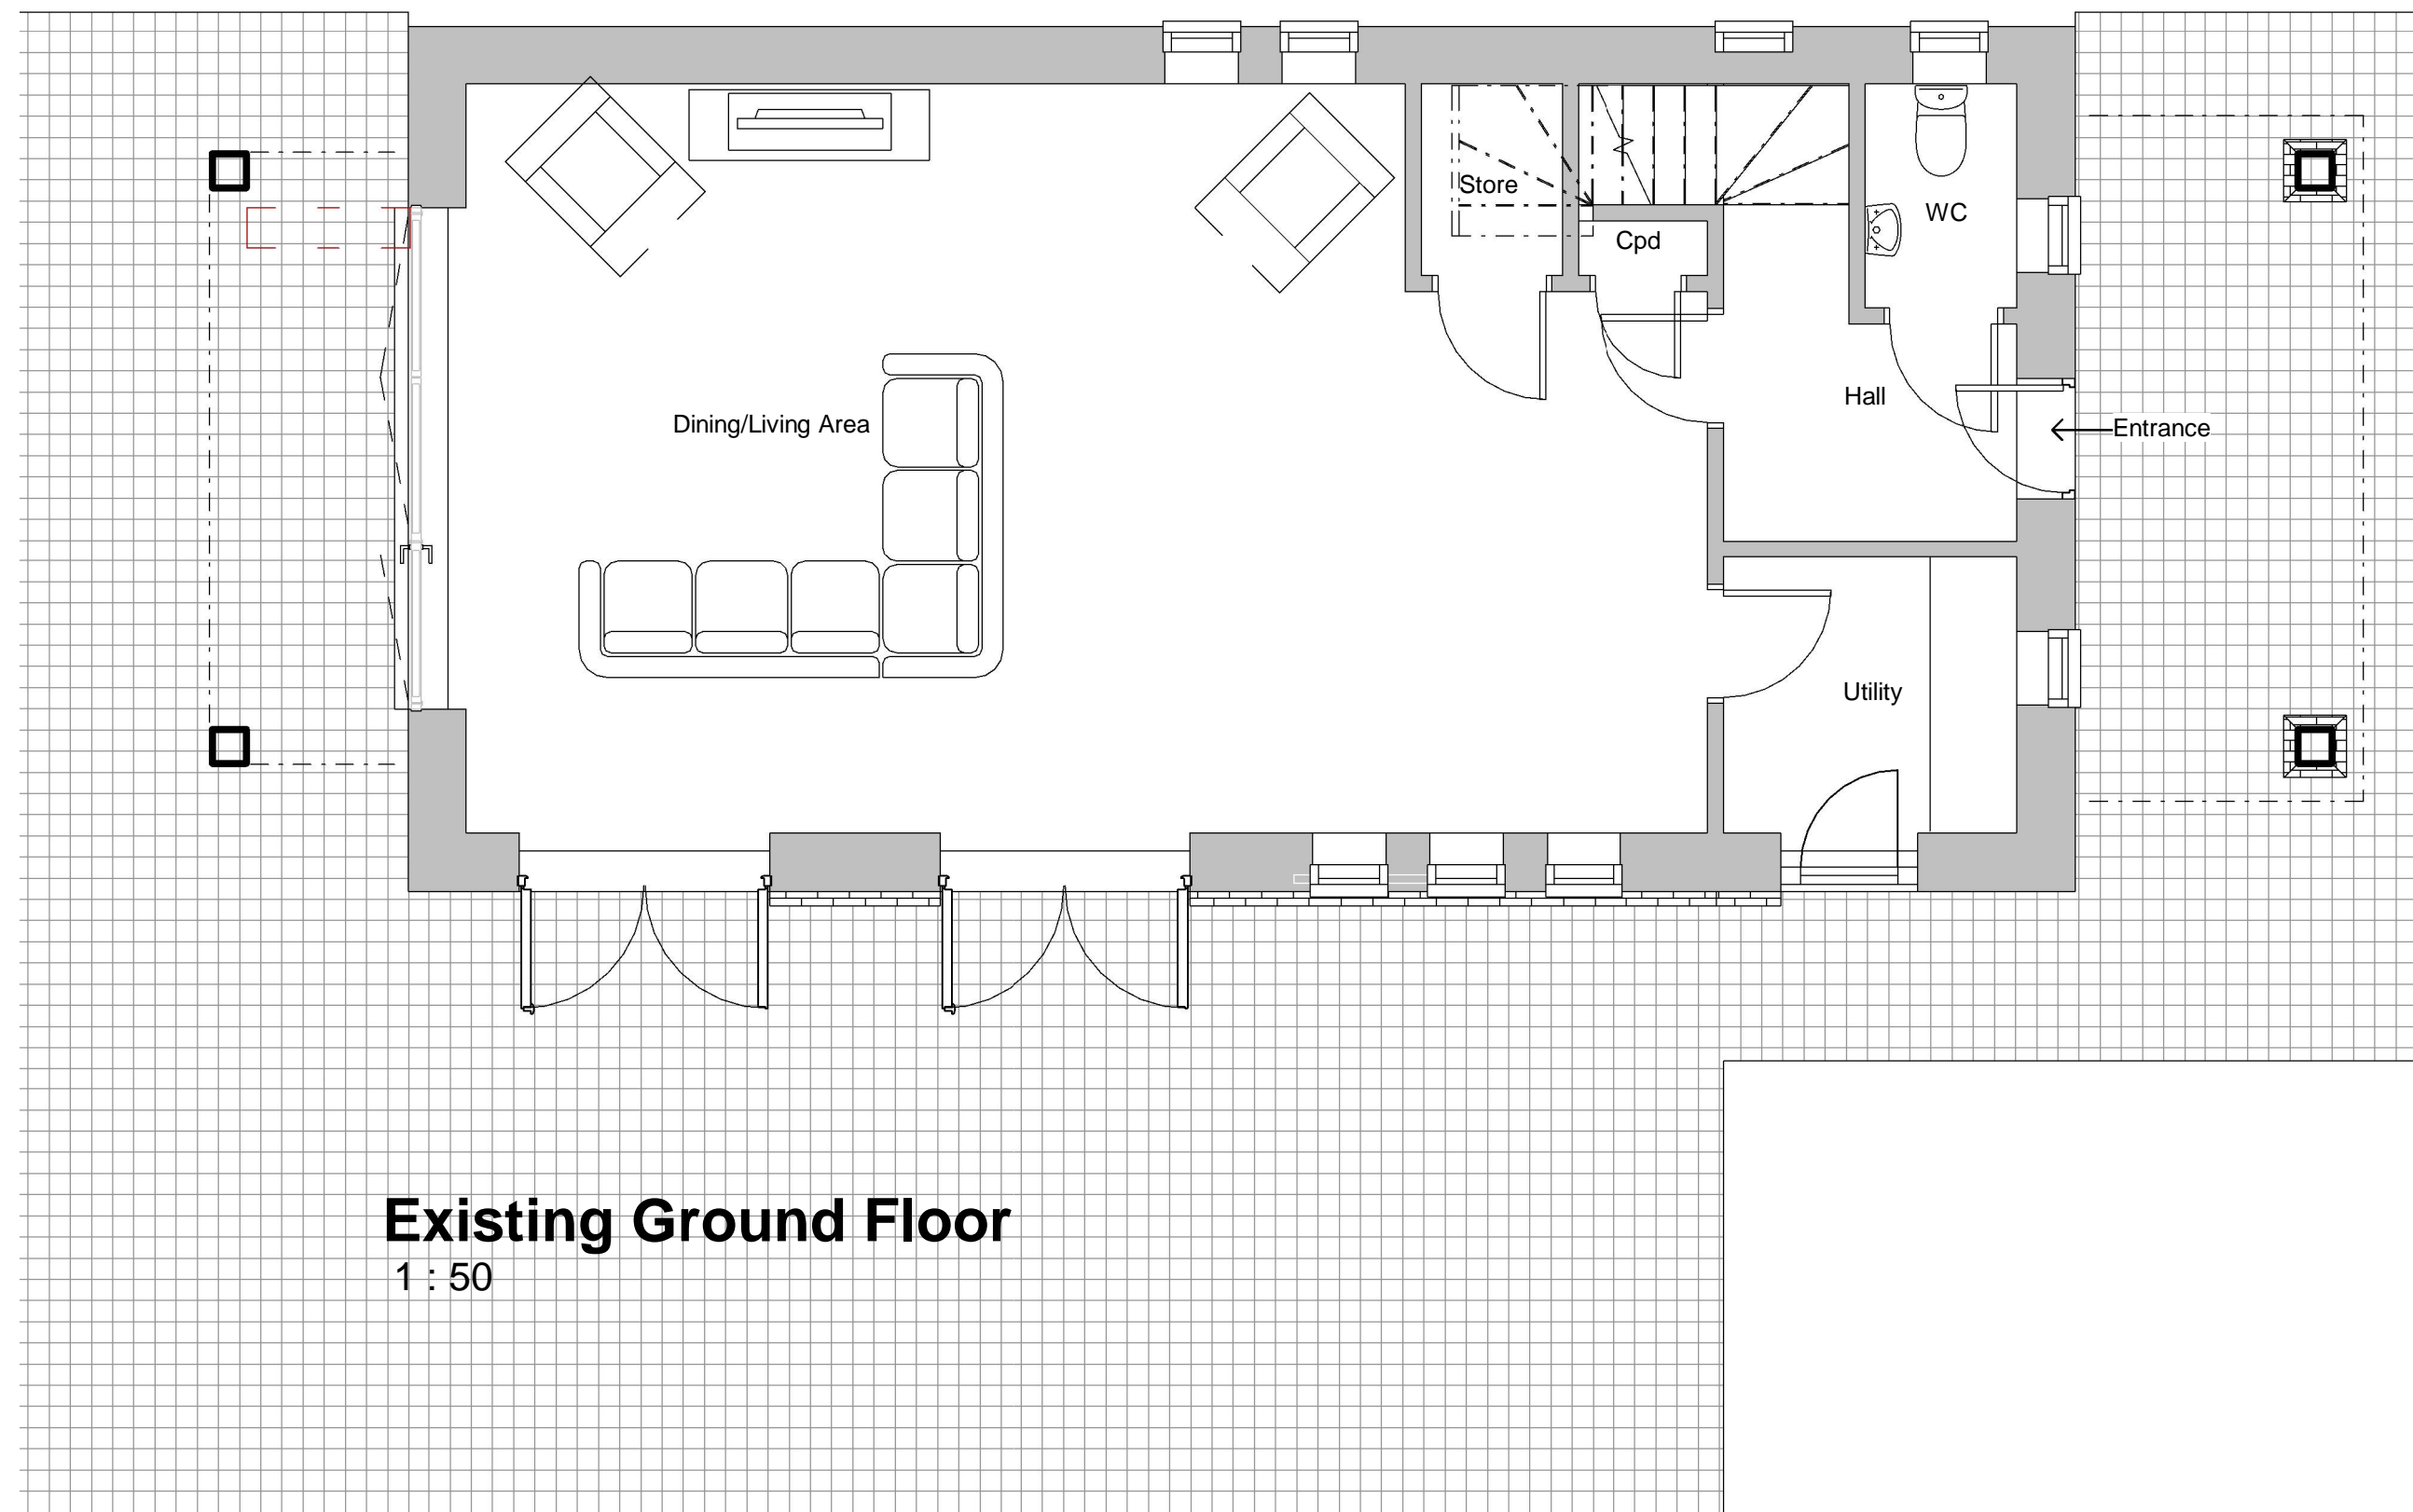 Store
WC
Cpd
Hall
Dining/Living Area
Entrance
Utility
Existing Ground Floor
1 : 50